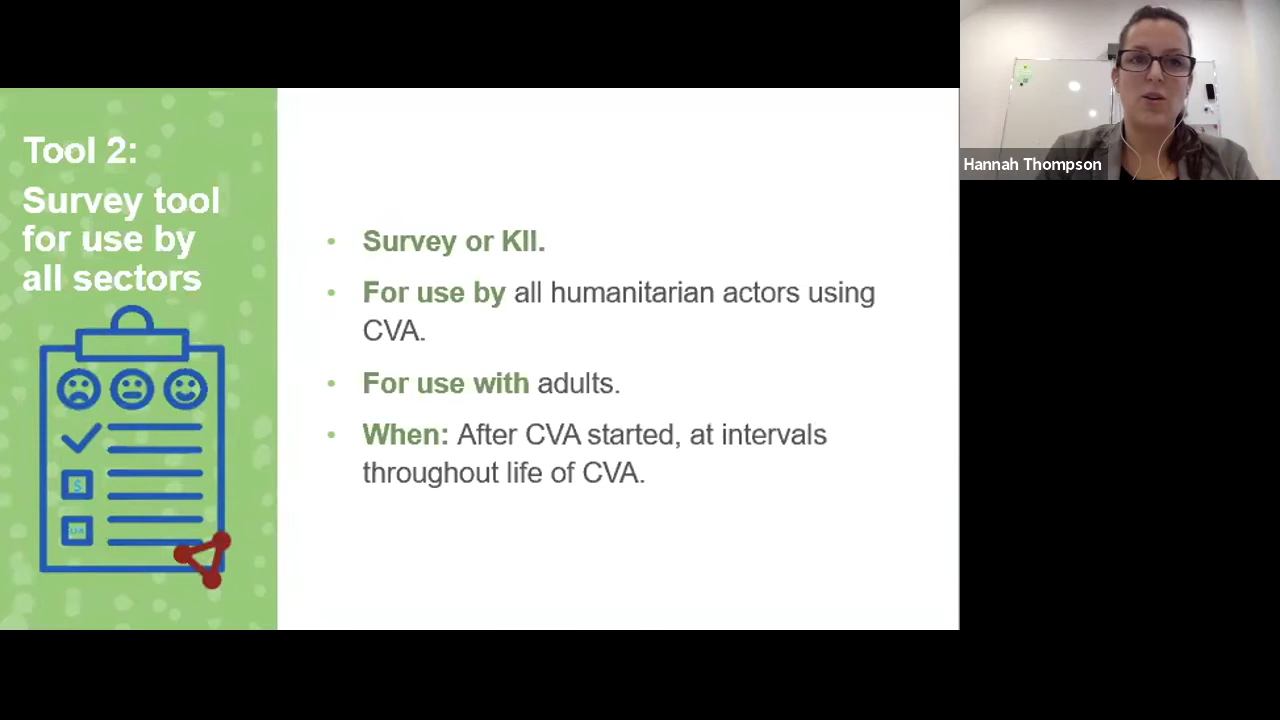 Tool 2:
Survey tool
for use by
all sectors
$
• Survey or KII.
• For use by all humanitarian actors using
CVA.
• For use with adults.
• When: After CVA started, at intervals
throughout life of CVA.
Hannah Thompson